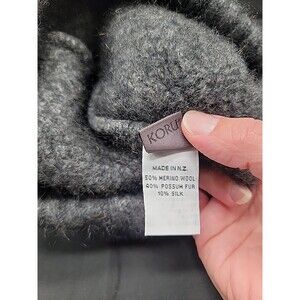 KORU
MADE IN N.Z.
50% MERINO WOOL
40% POSSUM FUR
10% SILK